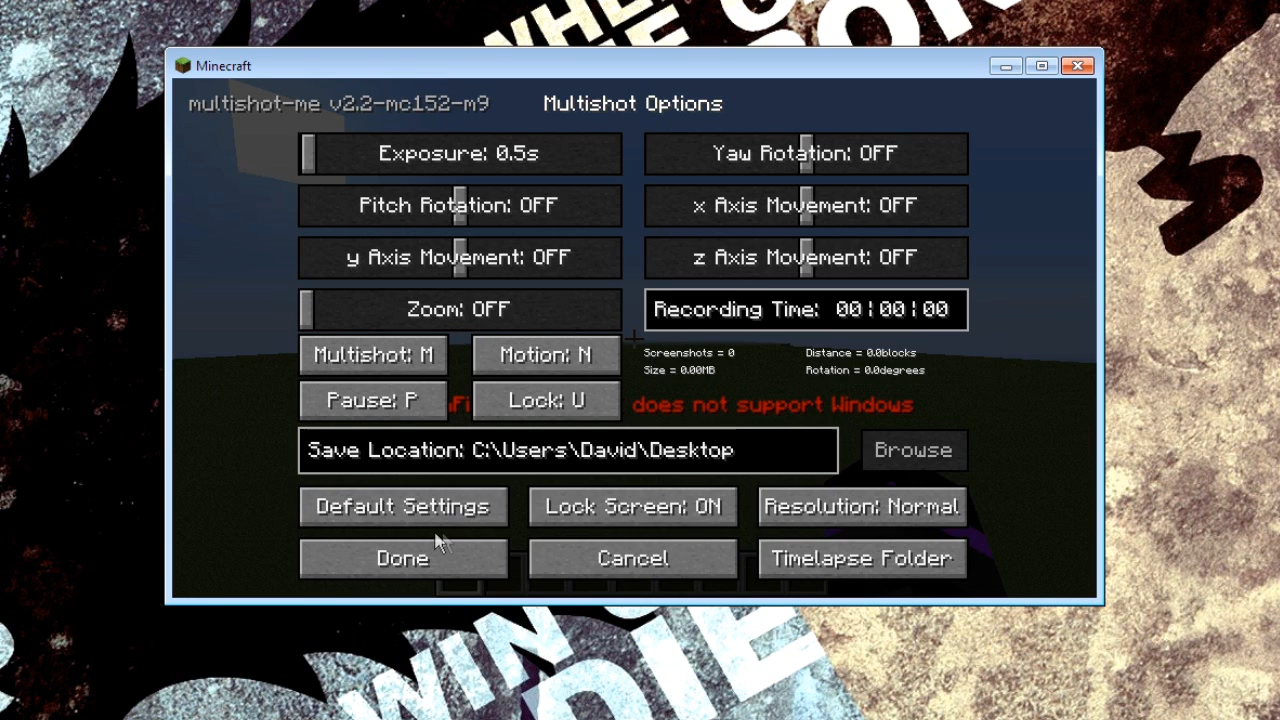 WHEN
Minecraft
multishot-me v2.2-mc152-m9
Multishot Options
Exposure: 0.5s
Yaw Rotation: OFF
Pitch Rotation: OFF
x Axis Movement: OFF
y Axis Movement: OFF
z Axis Movement: OFF
Zoom: OFF
Recording Time: 00:00:00
Multishot: M
Motion: N
Screenshots = 0
Distance = 0.0blocks
Size = 0.00MB
Rotation = 0.0degrees
Pause: P
Lock: U
does not support Windows
Save Location: C:\Users\David\Desktop
Browse
Default Settings
Lock Screen: ON
Resolution: Normal
Done
Cancel
Timelapse Folder
WIN
DIE